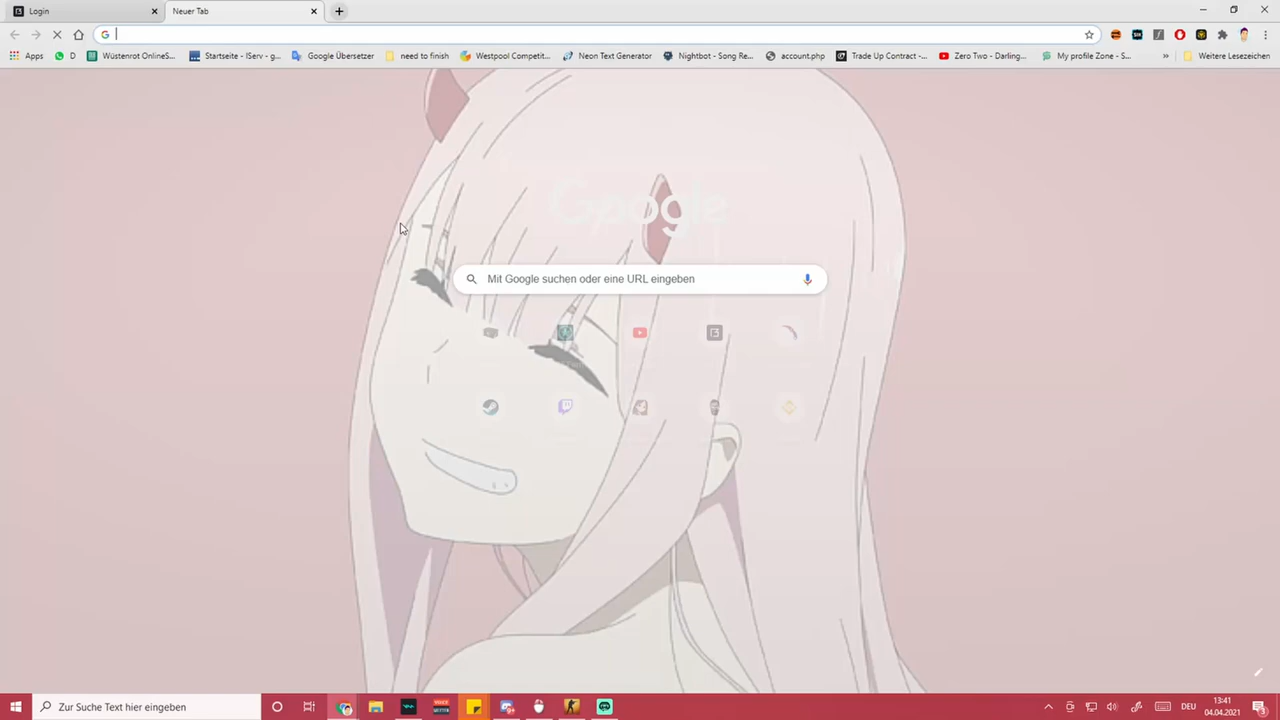 Login
Neuer Tab
Apps
D
Wüstenrot OnlineS...
Startseite - IServ - g...
Google Übersetzer
need to finish
Westpool Competit...
Neon Text Generator
Nightbot - Song Re...
account.php
Trade Up Contract -...
Zero Two - Darling...
My profile Zone - S...
»
Weitere Lesezeichen
Google
Mit Google suchen oder eine URL eingeben
Zur Suche Text hier eingeben
DEU
13:41
04.04.2021
3